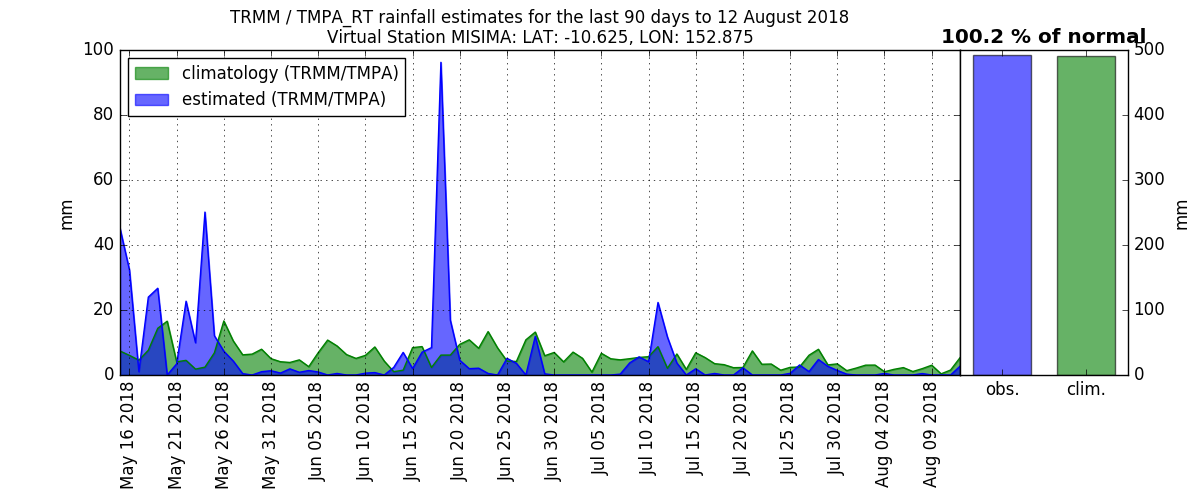 TRMM / TMPA_RT rainfall estimates for the last 90 days to 12 August 2018
Virtual Station MISIMA: LAT: -10.625, LON: 152.875
100.2 % of normal
climatology (TRMM/TMPA)
estimated (TRMM/TMPA)
100
80
60
40
20
0
mm
500
400
300
200
100
0
mm
May 16 2018
May 21 2018
May 26 2018
May 31 2018
Jun 05 2018
Jun 10 2018
Jun 15 2018
Jun 20 2018
Jun 25 2018
Jun 30 2018
Jul 05 2018
Jul 10 2018
Jul 15 2018
Jul 20 2018
Jul 25 2018
Jul 30 2018
Aug 04 2018
Aug 09 2018
obs.
clim.